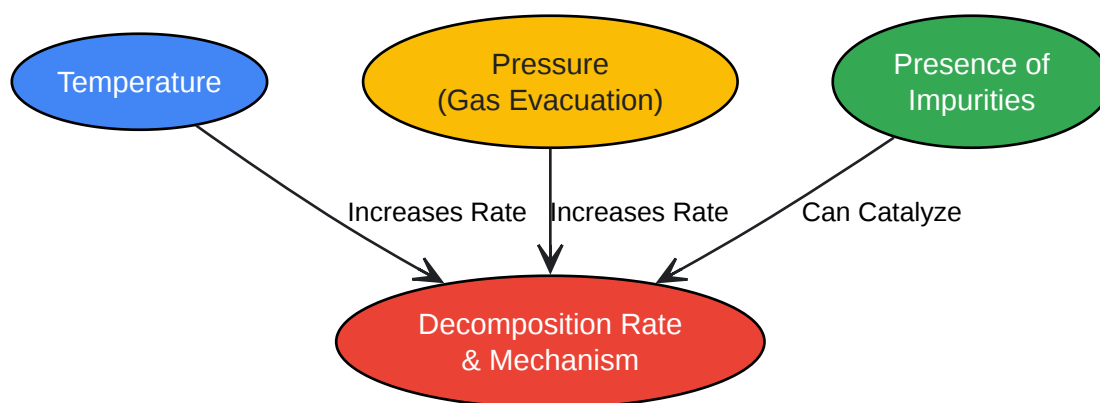 Temperature
Pressure
(Gas Evacuation)
Presence of
Impurities
Increases Rate
Increases Rate
Can Catalyze
Decomposition Rate
& Mechanism